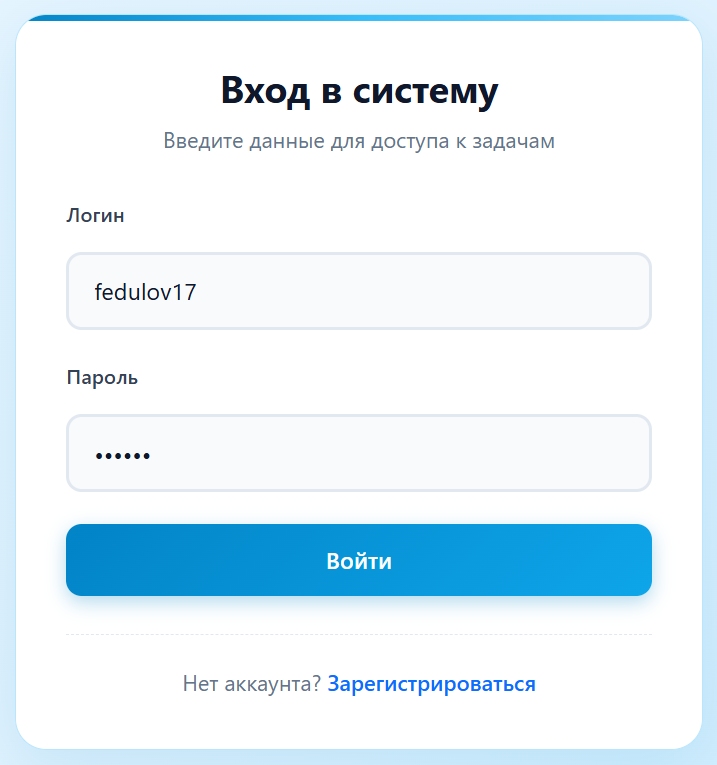 Вход в систему
Введите данные для доступа к задачам
Логин
fedulov17
Пароль
••••••
Войти
Нет аккаунта? Зарегистрироваться